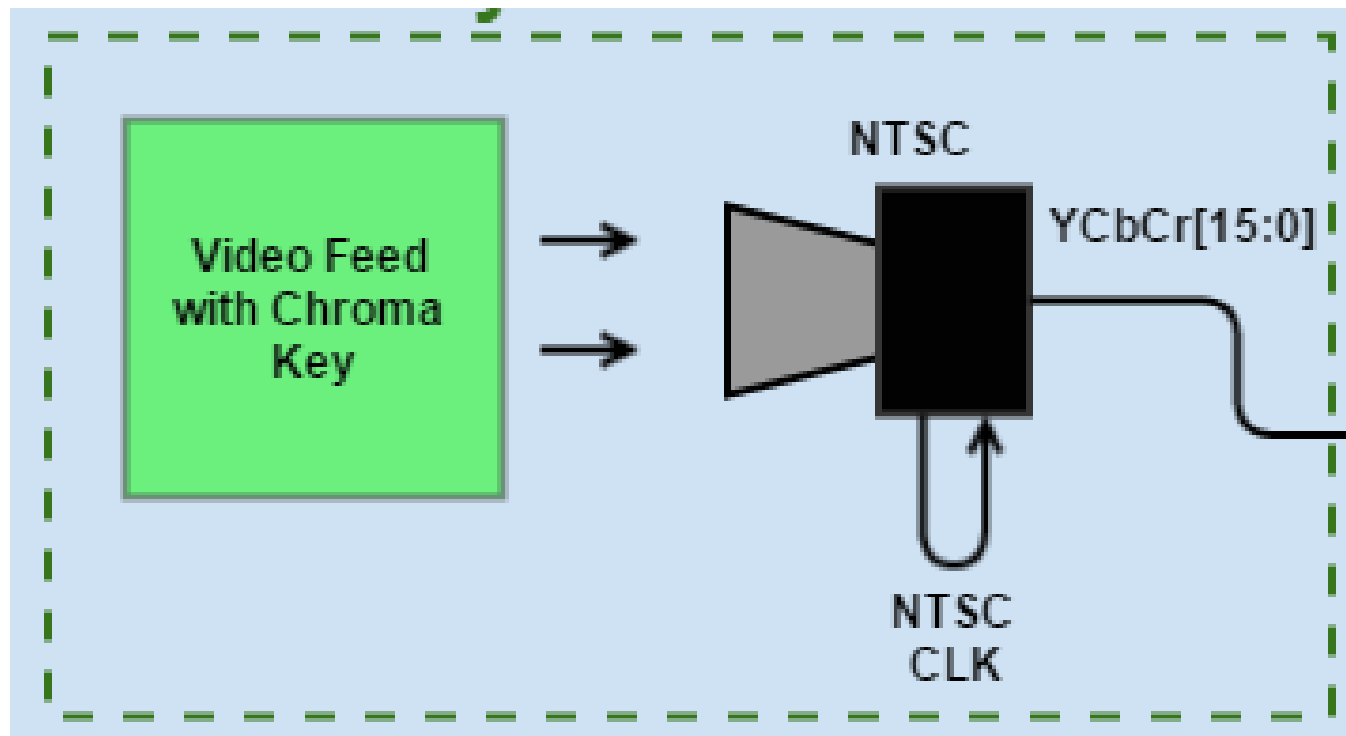 NTSC
YCbCr[15:0]
Video Feed
with Chroma
Key
NTSC
CLK